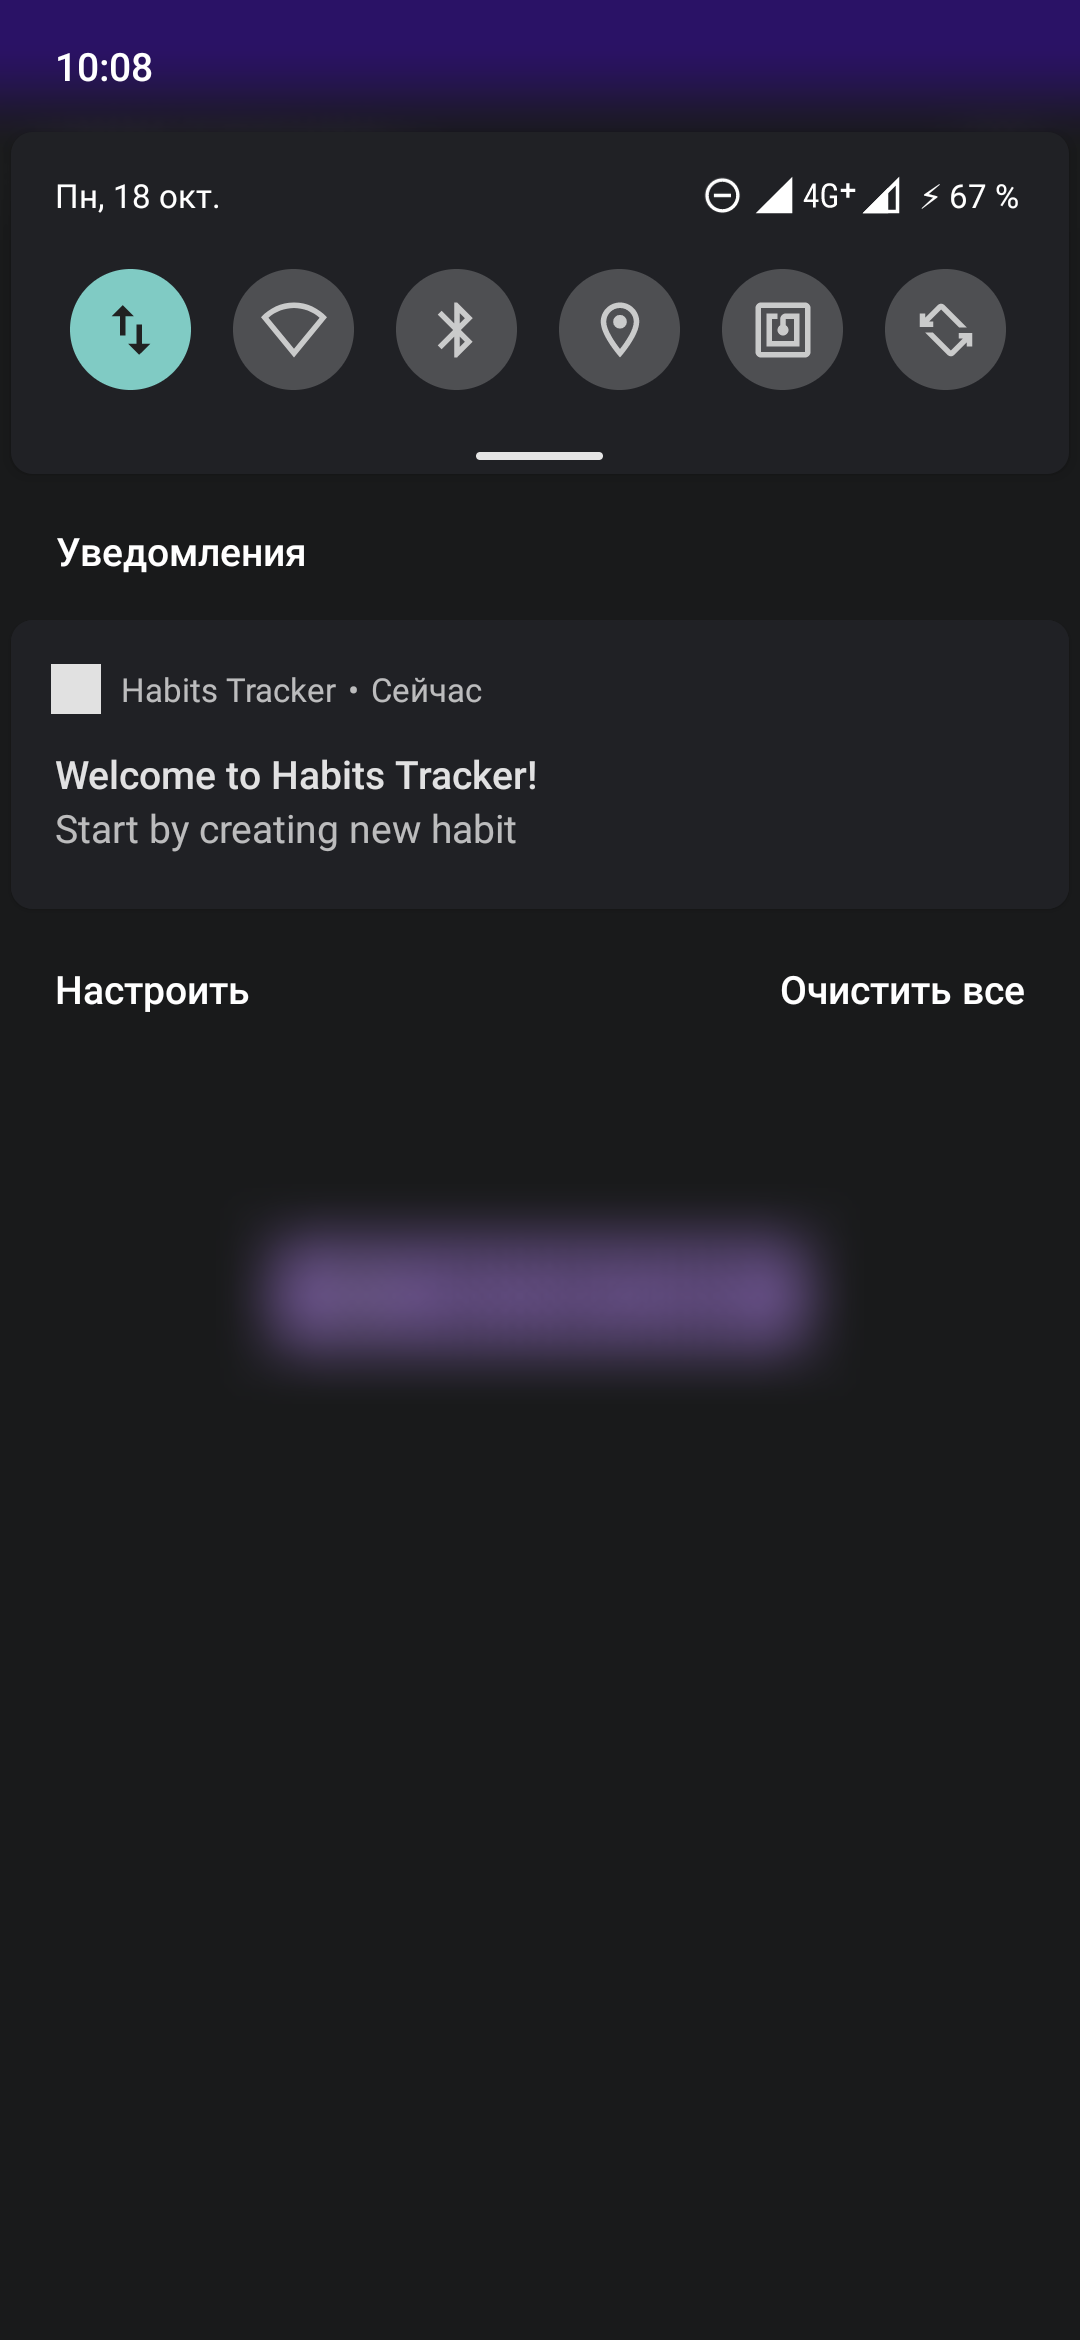 10:08
Пн, 18 окт. 4G+ 67 %
Уведомления
Habits Tracker • Сейчас
Welcome to Habits Tracker!
Start by creating new habit
Настроить Очистить все